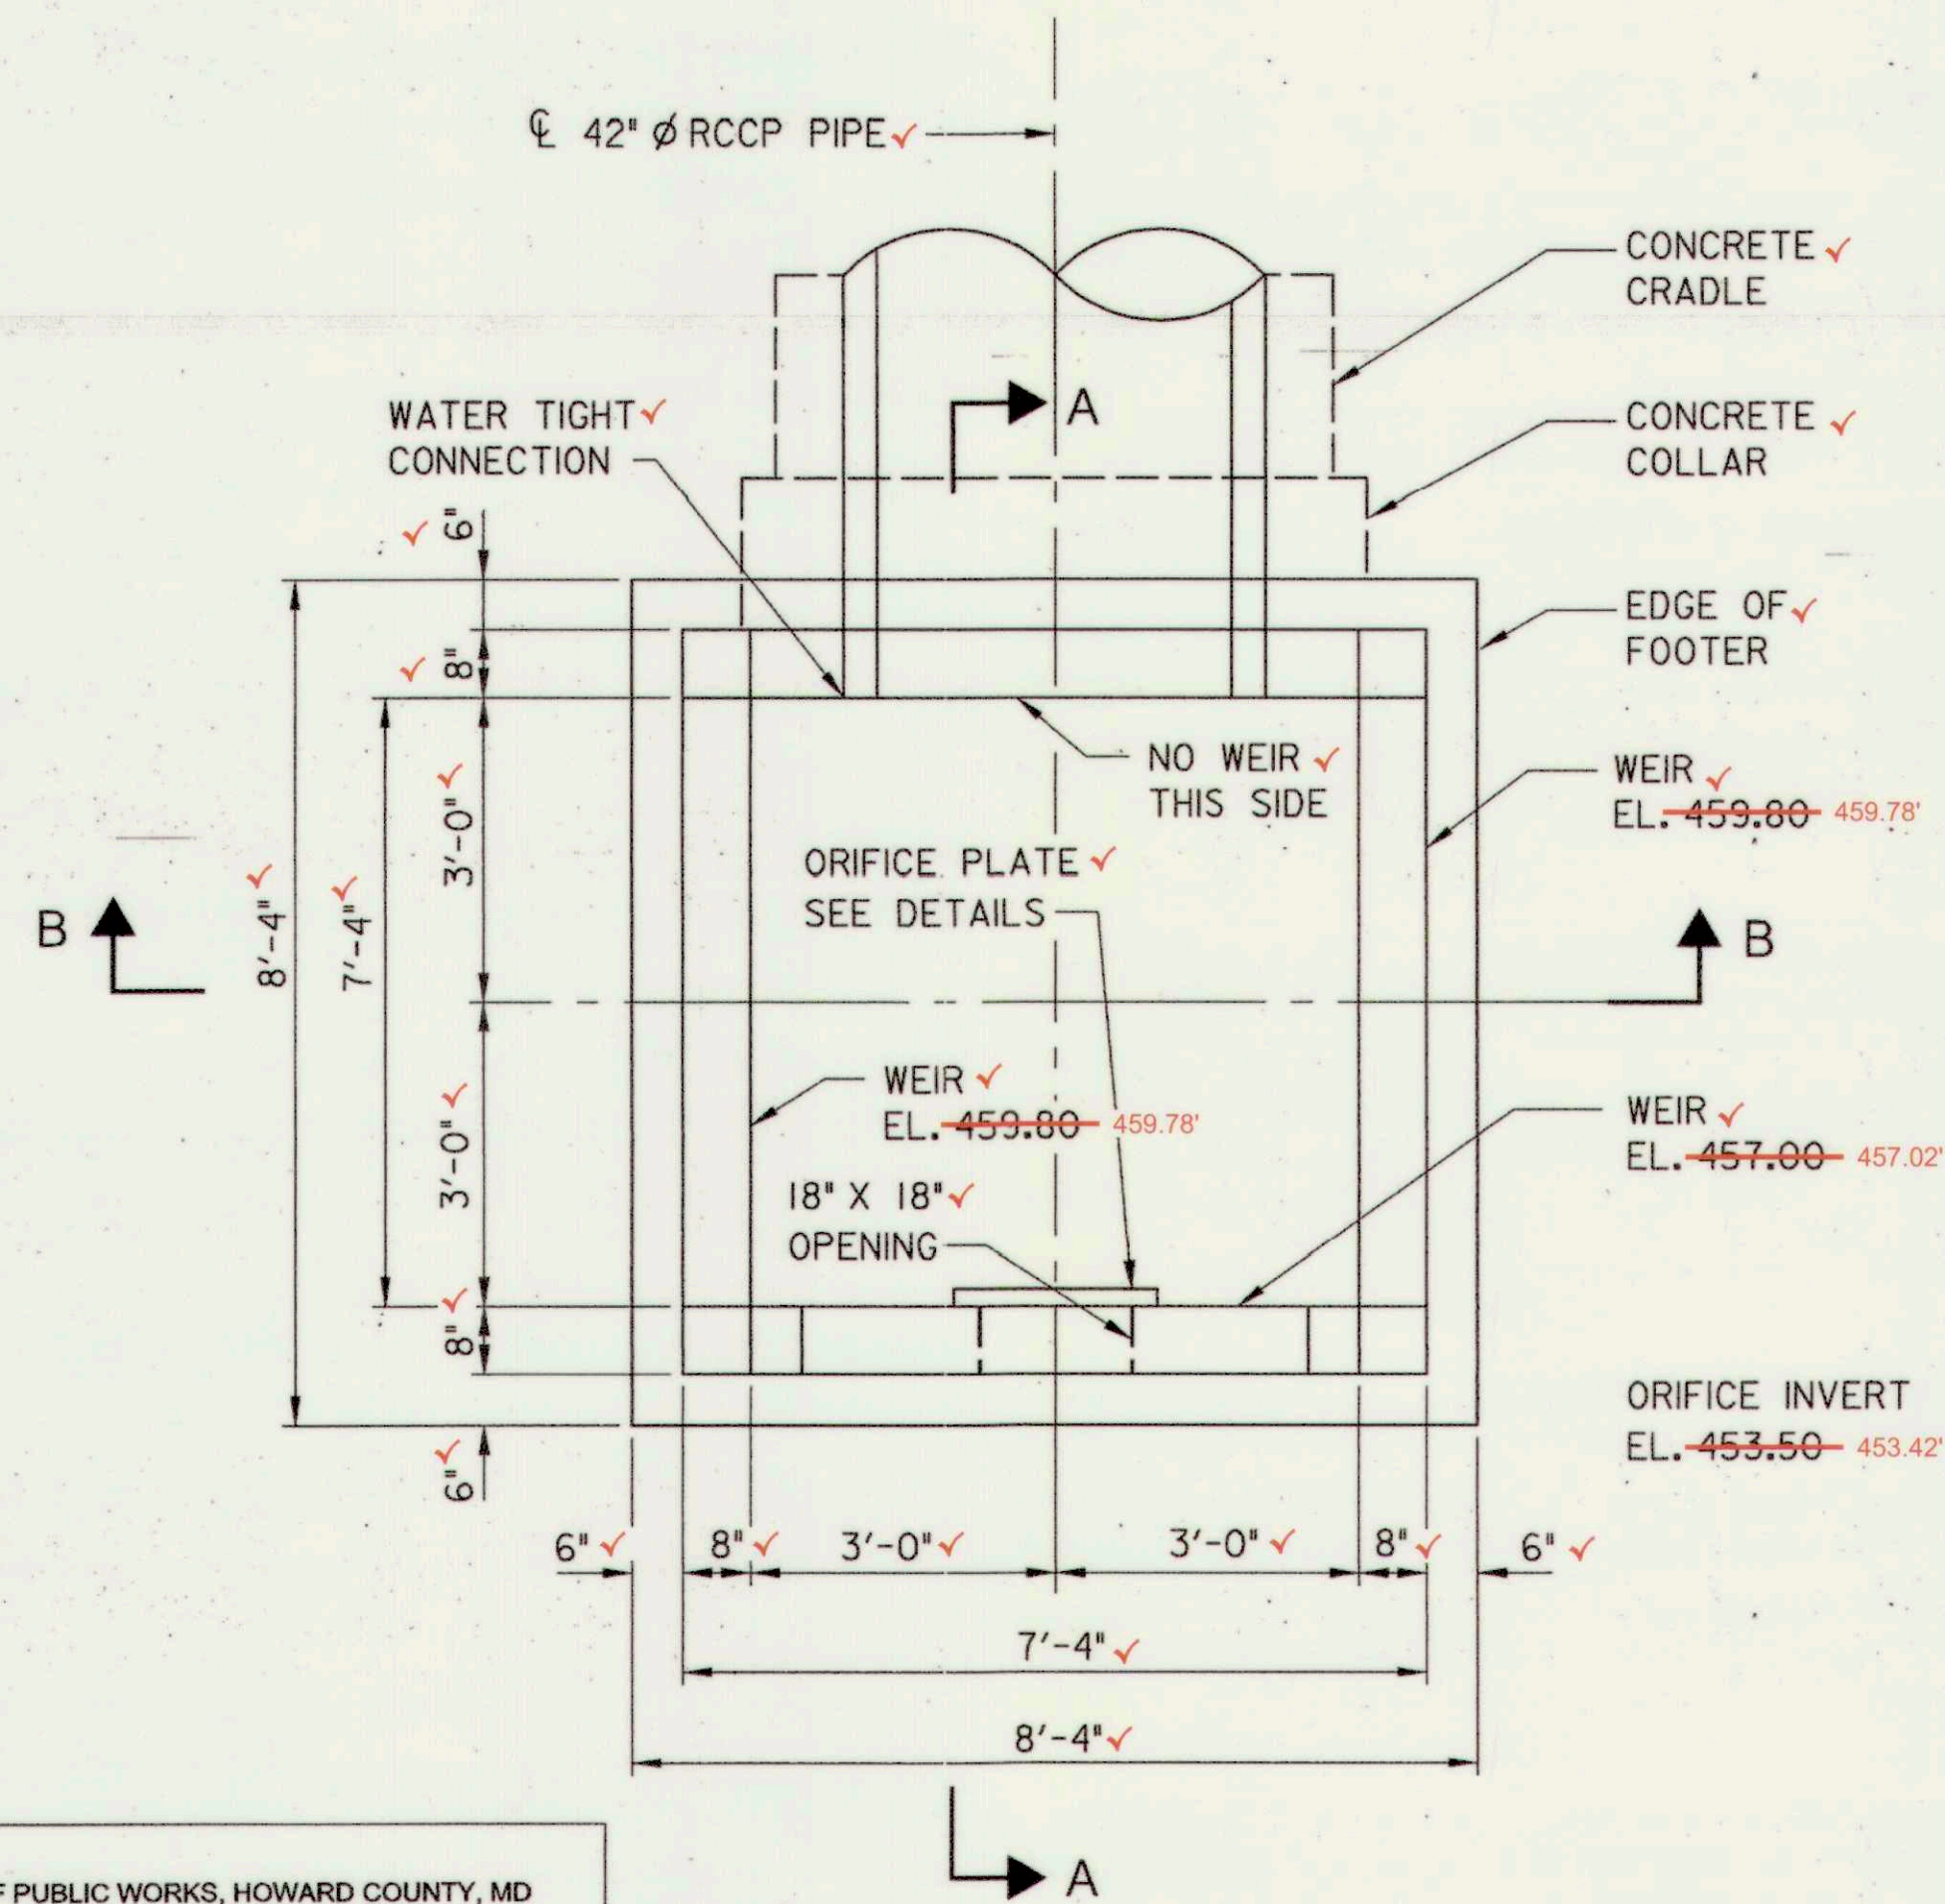 ℄ 42" Ø RCCP PIPE ✓
CONCRETE ✓
CRADLE
WATER TIGHT ✓
CONNECTION
A
CONCRETE ✓
COLLAR
✓ 6"
EDGE OF ✓
FOOTER
✓ 8"
NO WEIR ✓
THIS SIDE
WEIR ✓
EL. 459.80 459.78'
3'-0" ✓
ORIFICE PLATE ✓
SEE DETAILS
B
8'-4" ✓
7'-4" ✓
B
WEIR ✓
EL. 459.80 459.78'
3'-0" ✓
WEIR ✓
EL. 457.00 457.02'
18" X 18" ✓
OPENING
8" ✓
ORIFICE INVERT
EL. 453.50 453.42'
6" ✓
6" ✓ 8" ✓ 3'-0" ✓ 3'-0" ✓ 8" ✓ 6" ✓
7'-4" ✓
8'-4" ✓
A
F PUBLIC WORKS, HOWARD COUNTY, MD